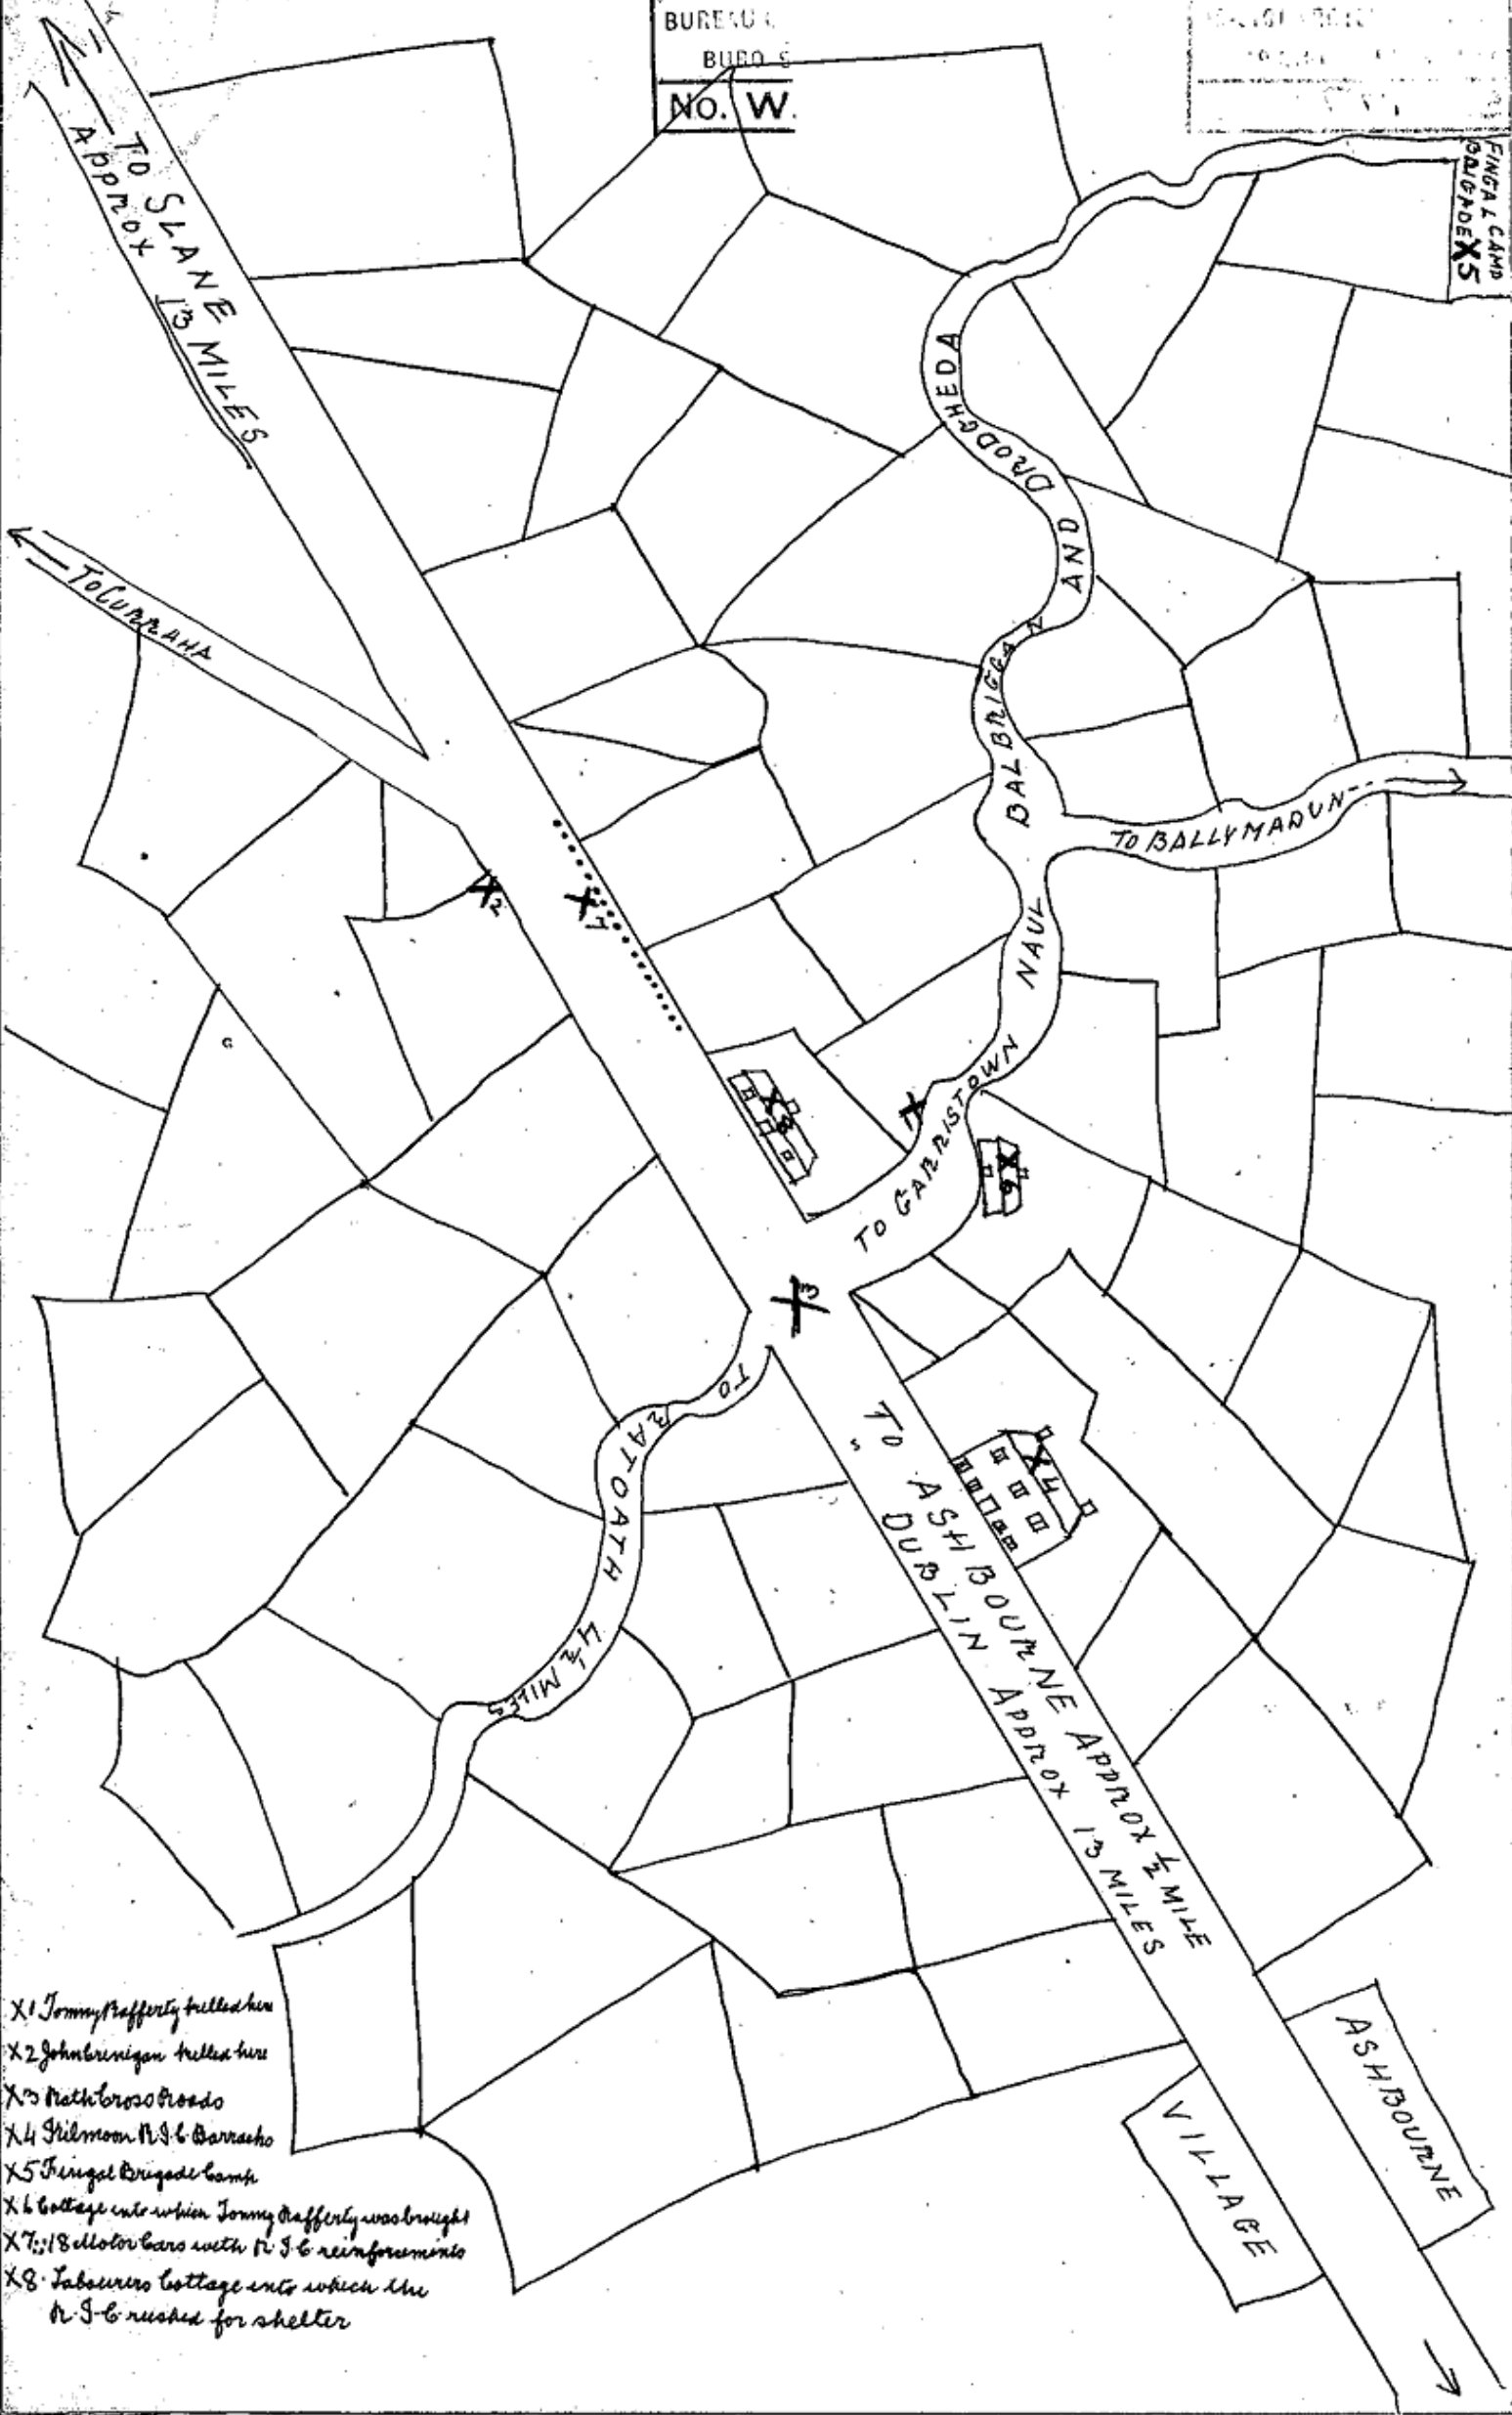 BUREAU
BURO S
No. W.
FINGAL CAMP
BRIGADE X5
TO SLANE
APPROX 13 MILES
TO CURRAHA
TO GARRISTOWN NAUL BALBRIGGAN AND DRODGHEDA
TO BALLYMADUN
X2
X7
X8
X1
X6
X3
X4
TO RATOATH 4½ MILES
TO ASHBOURNE APPROX ½ MILE
DUBLIN APPROX 13 MILES
ASHBOURNE
VILLAGE
X1 Tommy Rafferty killed here
X2 John Crenigan killed here
X3 Rath Cross Roads
X4 Kilmoon R.I.C Barracks
X5 Fingal Brigade Camp
X6 Cottage into which Tommy Rafferty was brought
X7::18 Motor Cars with R.I.C reinforcements
X8. Labourers Cottage into which the
R.I.C rushed for shelter